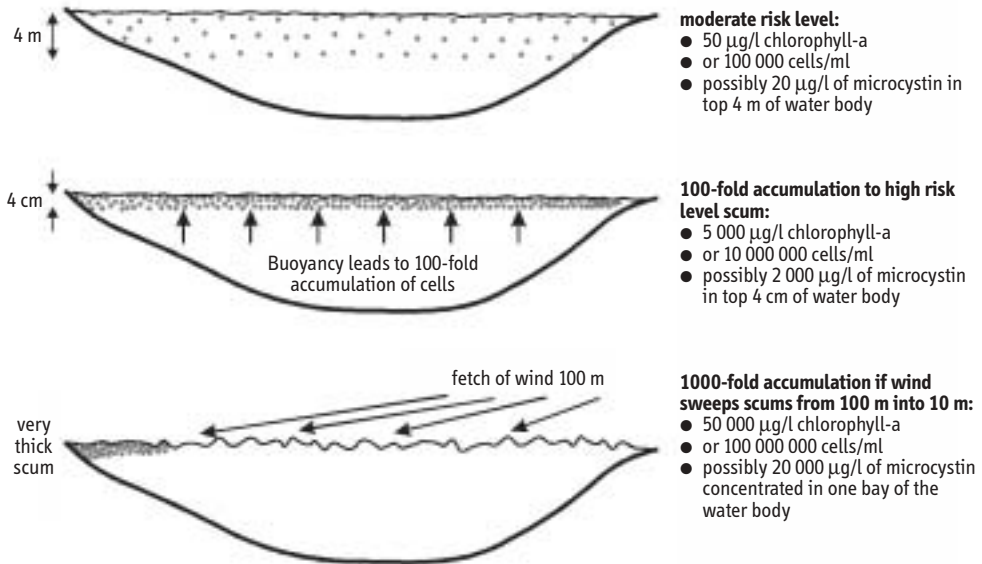 4 m
moderate risk level:
● 50 µg/l chlorophyll-a
● or 100 000 cells/ml
● possibly 20 µg/l of microcystin in
top 4 m of water body
4 cm
Buoyancy leads to 100-fold
accumulation of cells
100-fold accumulation to high risk
level scum:
● 5 000 µg/l chlorophyll-a
● or 10 000 000 cells/ml
● possibly 2 000 µg/l of microcystin
in top 4 cm of water body
very
thick
scum
fetch of wind 100 m
1000-fold accumulation if wind
sweeps scums from 100 m into 10 m:
● 50 000 µg/l chlorophyll-a
● or 100 000 000 cells/ml
● possibly 20 000 µg/l of microcystin
concentrated in one bay of the
water body